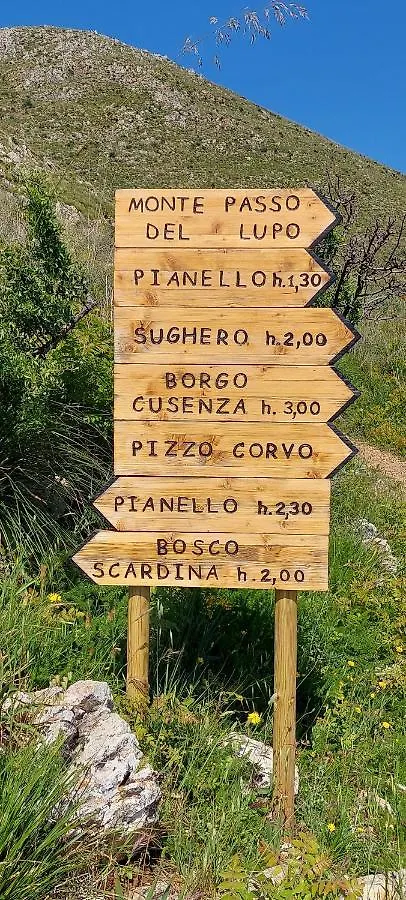 MONTE PASSO
DEL LUPO
PIANELLO h.1,30
SUGHERO h.2,00
BORGO
CUSENZA h.3,00
PIZZO CORVO
PIANELLO h.2,30
BOSCO
SCARDINA h.2,00